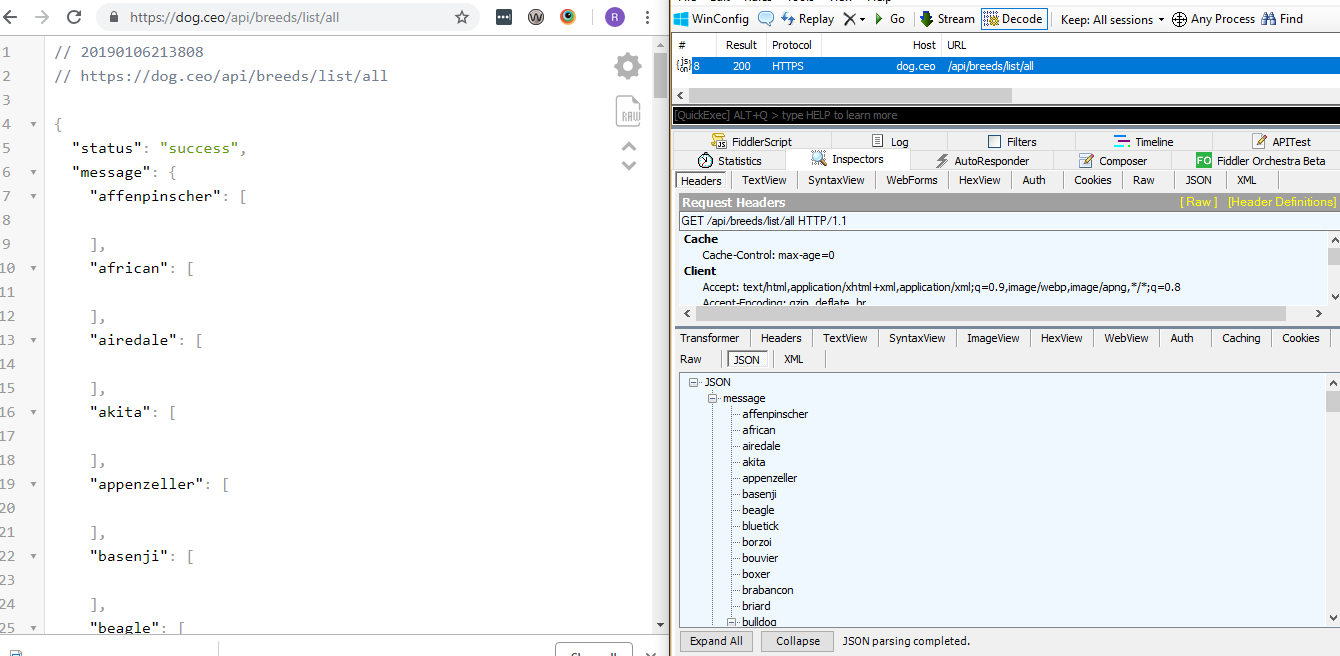 https://dog.ceo/api/breeds/list/all
R
1 // 20190106213808
2 // https://dog.ceo/api/breeds/list/all
3
4 {
5 "status": "success",
6 "message": {
7 "affenpinscher": [
8
9 ],
10 "african": [
11
12 ],
13 "airedale": [
14
15 ],
16 "akita": [
17
18 ],
19 "appenzeller": [
20
21 ],
22 "basenji": [
23
24 ],
25 "beagle": [
RAW
WinConfig Replay Go Stream Decode Keep: All sessions Any Process Find
# Result Protocol Host URL
8 200 HTTPS dog.ceo /api/breeds/list/all
[QuickExec] ALT+Q > type HELP to learn more
FiddlerScript Log Filters Timeline APITest
Statistics Inspectors AutoResponder Composer FO Fiddler Orchestra Beta
Headers TextView SyntaxView WebForms HexView Auth Cookies Raw JSON XML
Request Headers [ Raw ] [Header Definitions]
GET /api/breeds/list/all HTTP/1.1
Cache
Cache-Control: max-age=0
Client
Accept: text/html,application/xhtml+xml,application/xml;q=0.9,image/webp,image/apng,*/*;q=0.8
Accept-Encoding: gzip, deflate, br
Transformer Headers TextView SyntaxView ImageView HexView WebView Auth Caching Cookies
Raw JSON XML
JSON
message
affenpinscher
african
airedale
akita
appenzeller
basenji
beagle
bluetick
borzoi
bouvier
boxer
brabancon
briard
bulldog
Expand All Collapse JSON parsing completed.